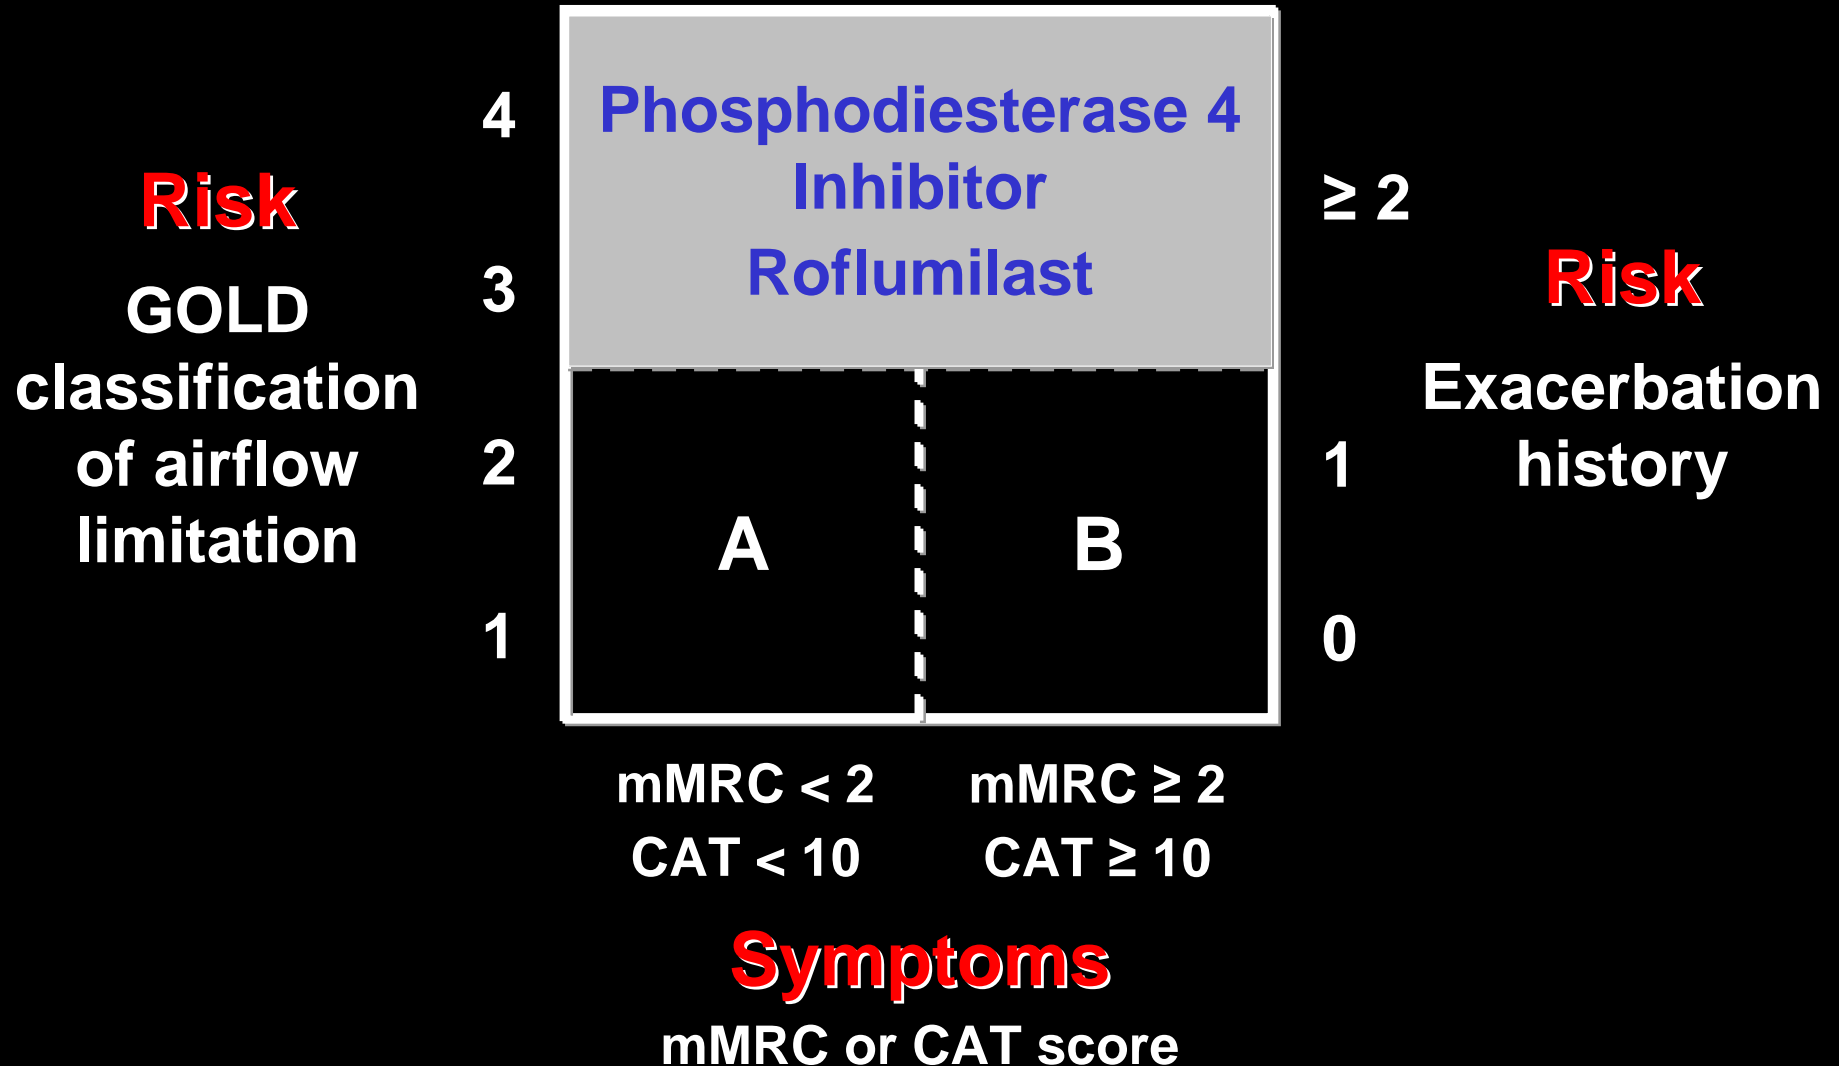 Risk
GOLD
classification
of airflow
limitation
4
3
2
1
Phosphodiesterase 4
Inhibitor
Roflumilast
A
B
≥ 2
1
0
Risk
Exacerbation
history
mMRC < 2
CAT < 10
mMRC ≥ 2
CAT ≥ 10
Symptoms
mMRC or CAT score